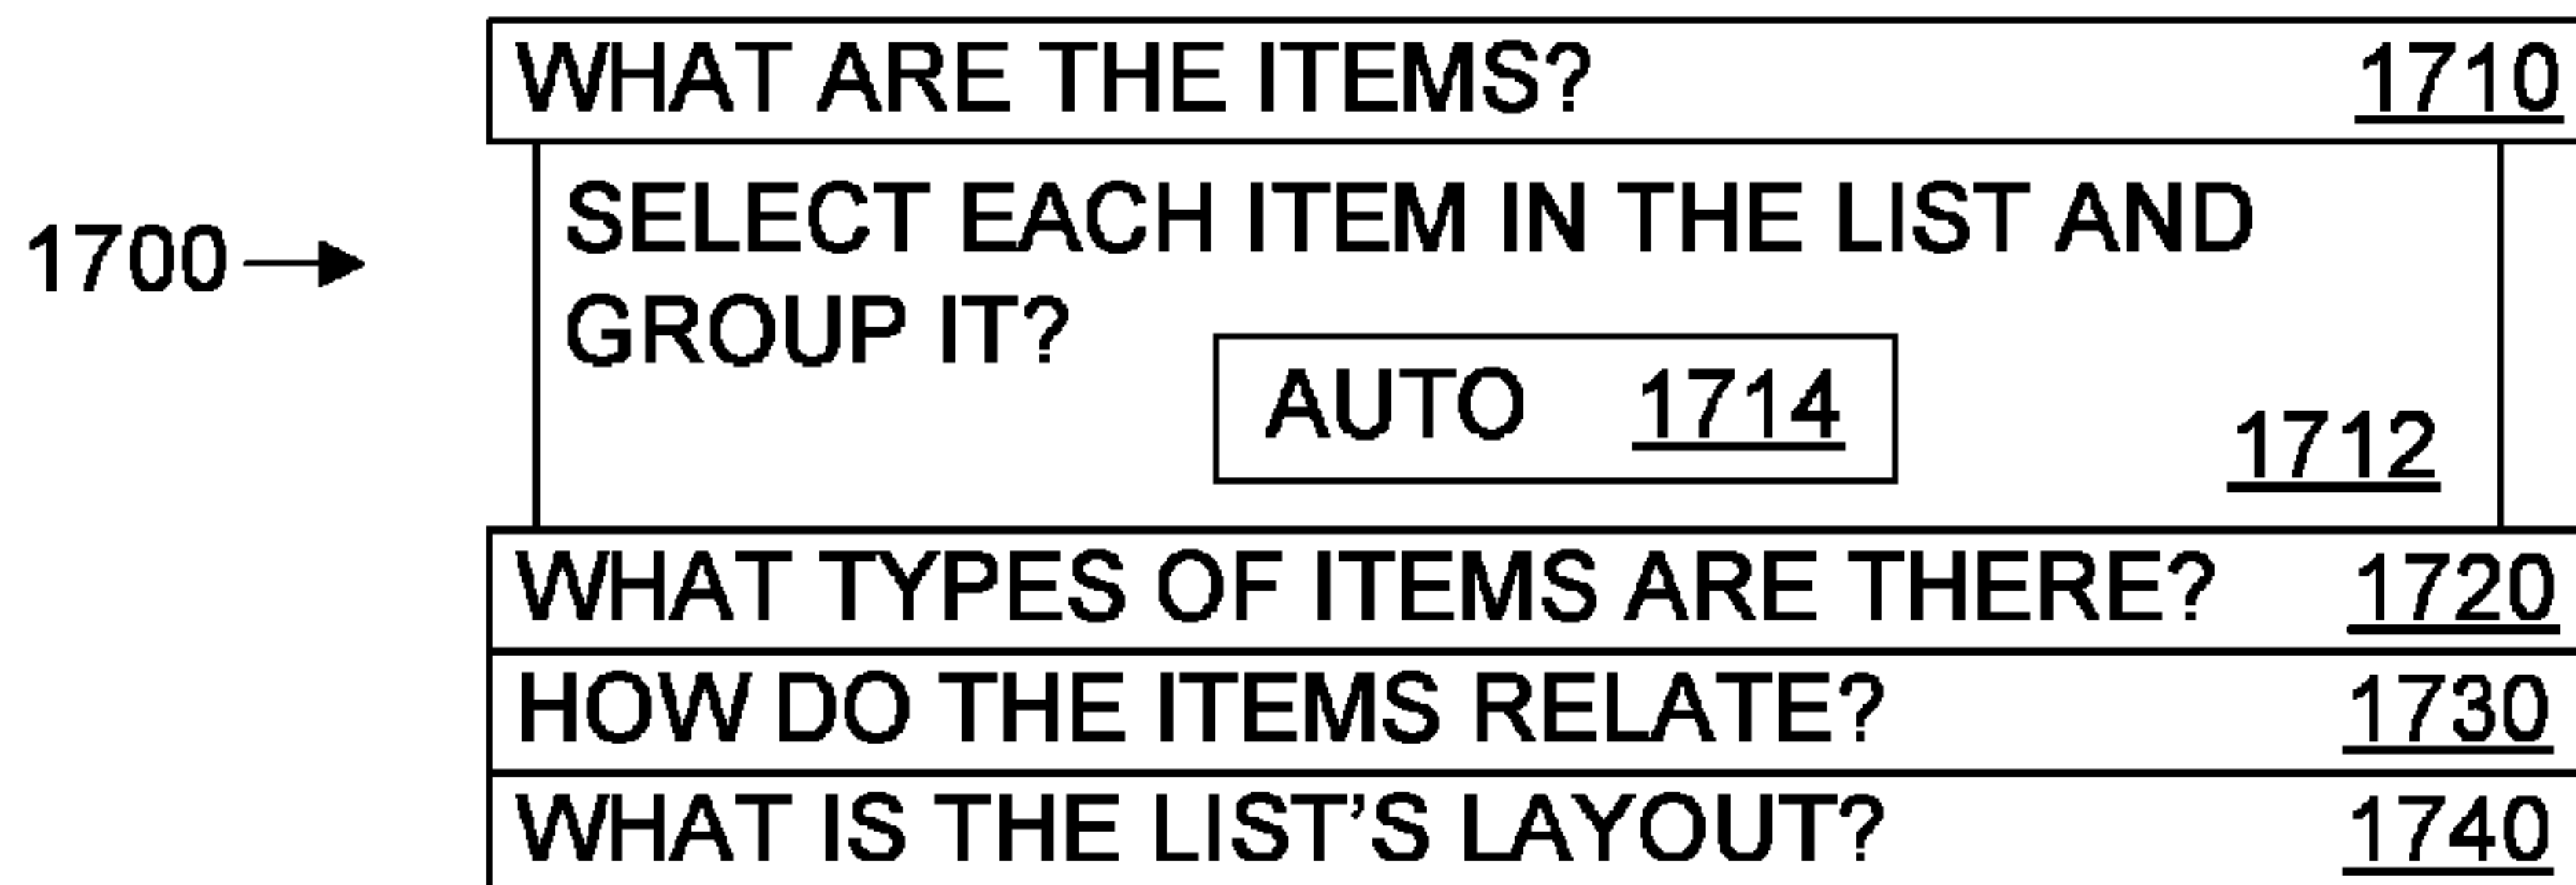 WHAT ARE THE ITEMS? 1710
SELECT EACH ITEM IN THE LIST AND
1700
GROUP IT?
AUTO 1714
1712
WHAT TYPES OF ITEMS ARE THERE? 1720
HOW DO THE ITEMS RELATE? 1730
WHAT IS THE LIST’S LAYOUT? 1740